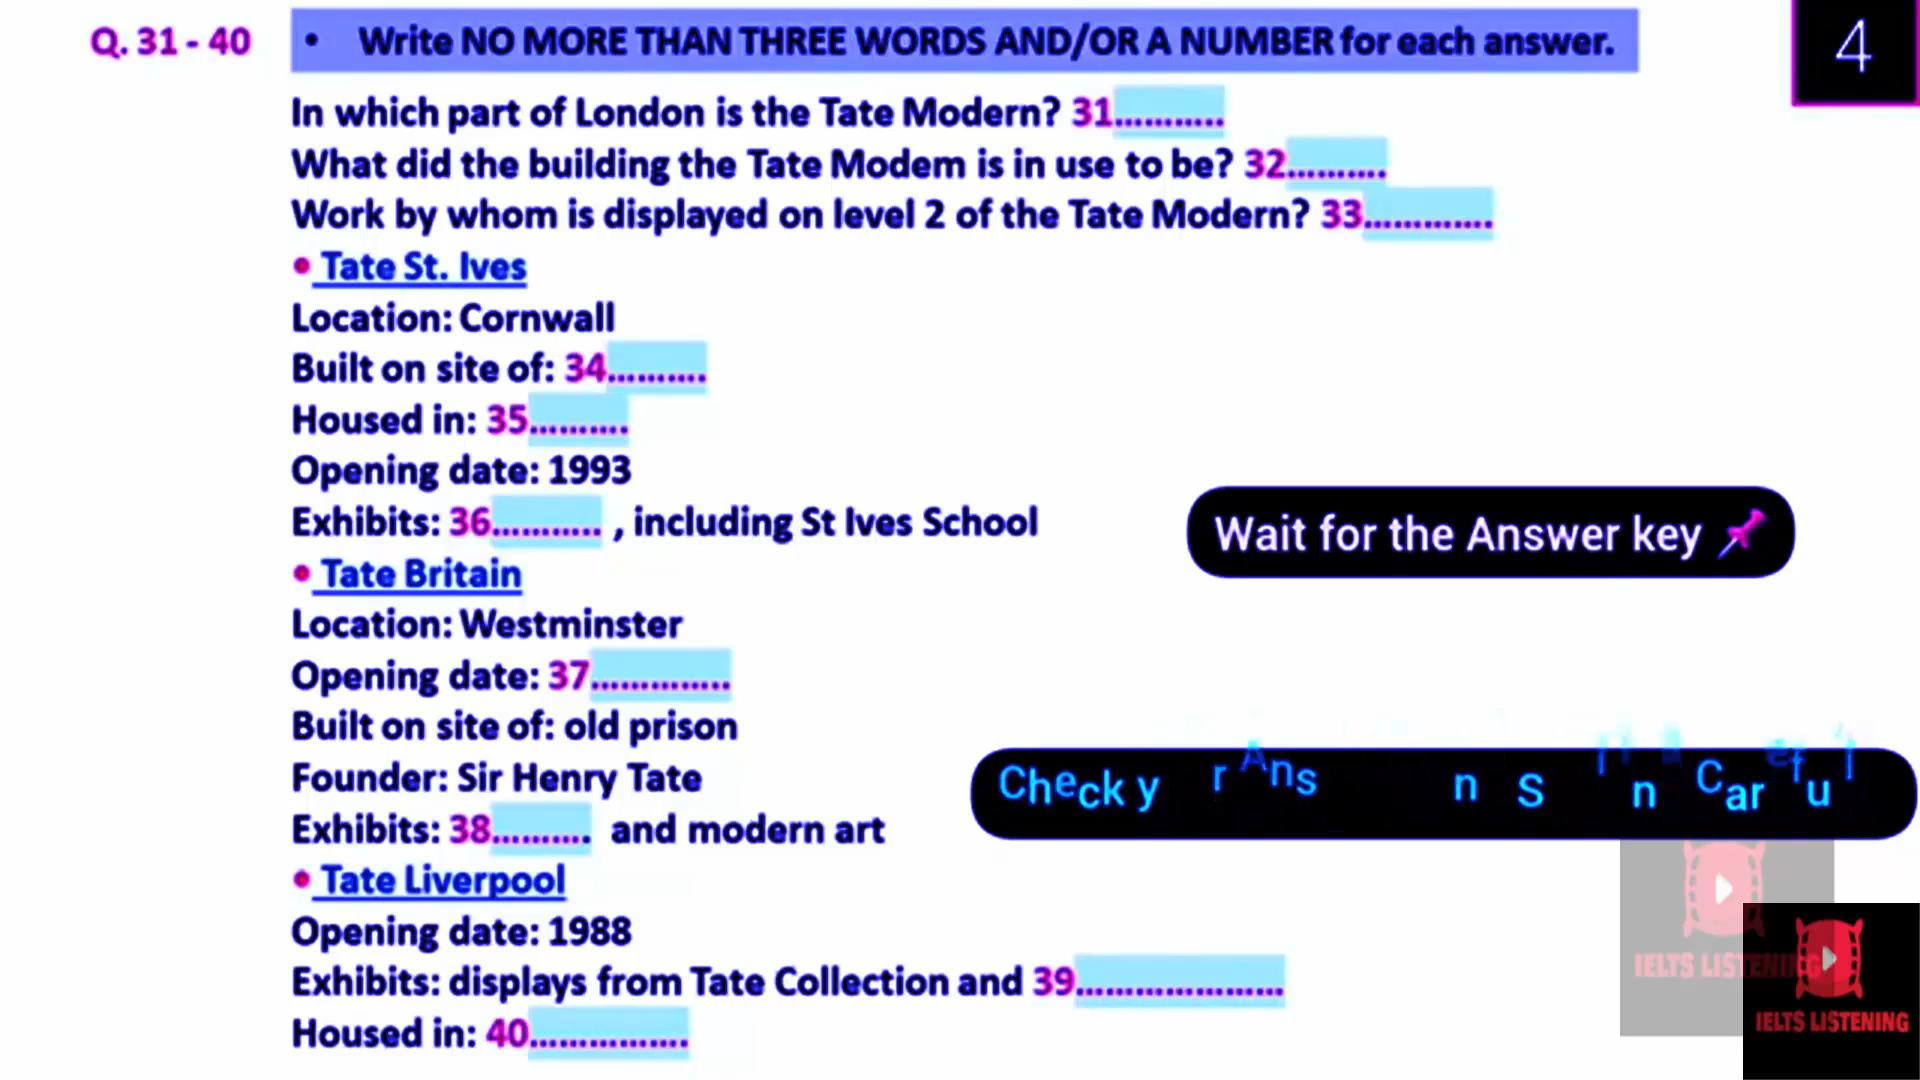 Q. 31 - 40
• Write NO MORE THAN THREE WORDS AND/OR A NUMBER for each answer.
4
In which part of London is the Tate Modern? 31...........
What did the building the Tate Modem is in use to be? 32..........
Work by whom is displayed on level 2 of the Tate Modern? 33.............
• Tate St. Ives
Location: Cornwall
Built on site of: 34..........
Housed in: 35..........
Opening date: 1993
Exhibits: 36........... , including St Ives School
Wait for the Answer key
• Tate Britain
Location: Westminster
Opening date: 37..............
Built on site of: old prison
Founder: Sir Henry Tate
Exhibits: 38.......... and modern art
Check y
• Tate Liverpool
Opening date: 1988
Exhibits: displays from Tate Collection and 39.....................
Housed in: 40................
IELTS LISTENING
IELTS LISTENING